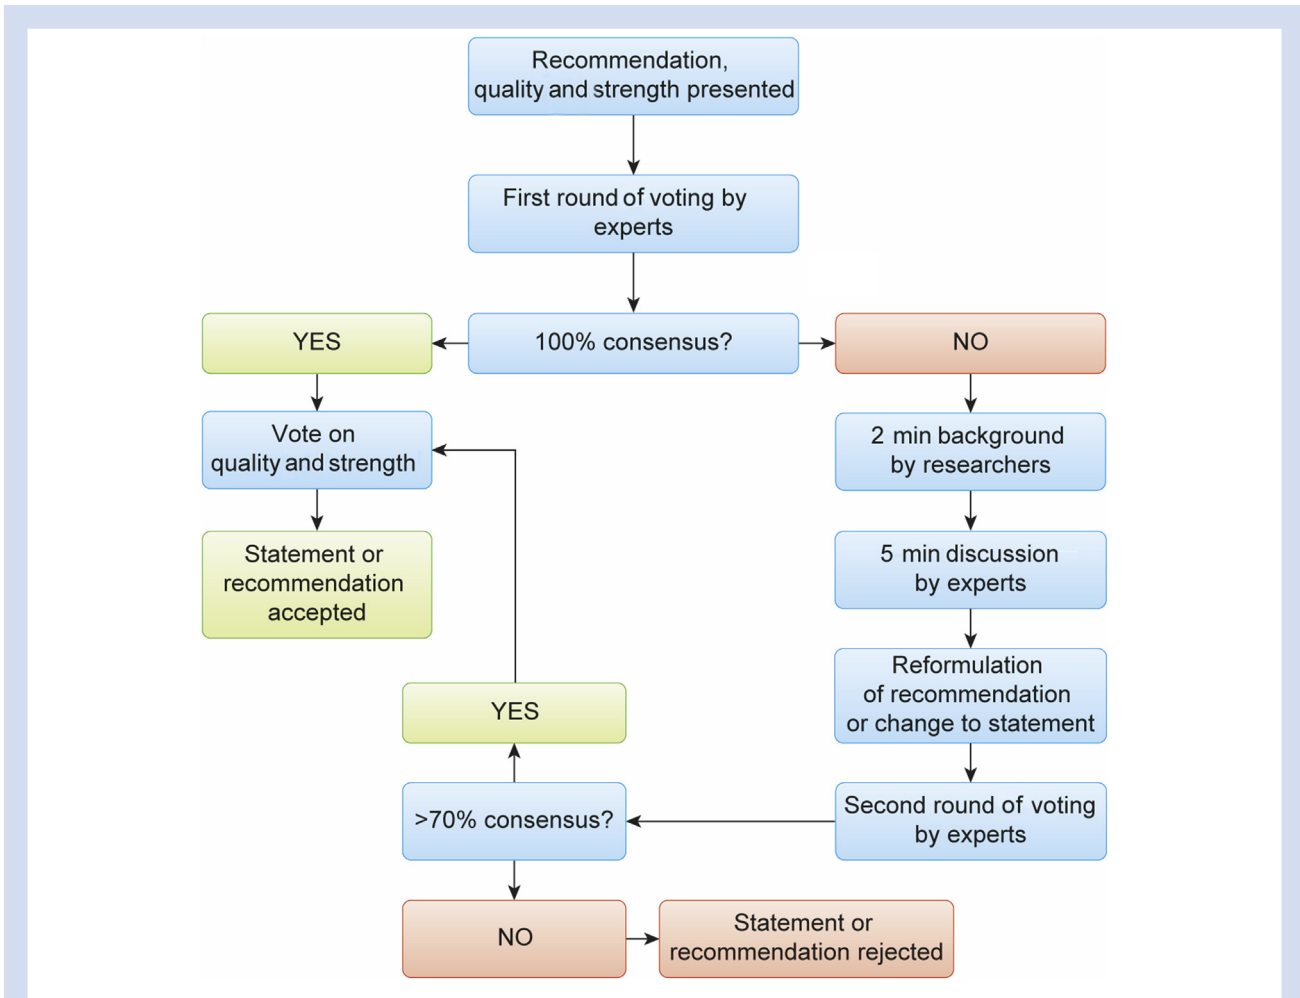 Recommendation,
quality and strength presented
First round of voting by
experts
YES
100% consensus?
NO
Vote on
quality and strength
2 min background
by researchers
Statement or
recommendation
accepted
5 min discussion
by experts
Reformulation
of recommendation
or change to statement
YES
>70% consensus?
Second round of voting
by experts
NO
Statement or
recommendation rejected